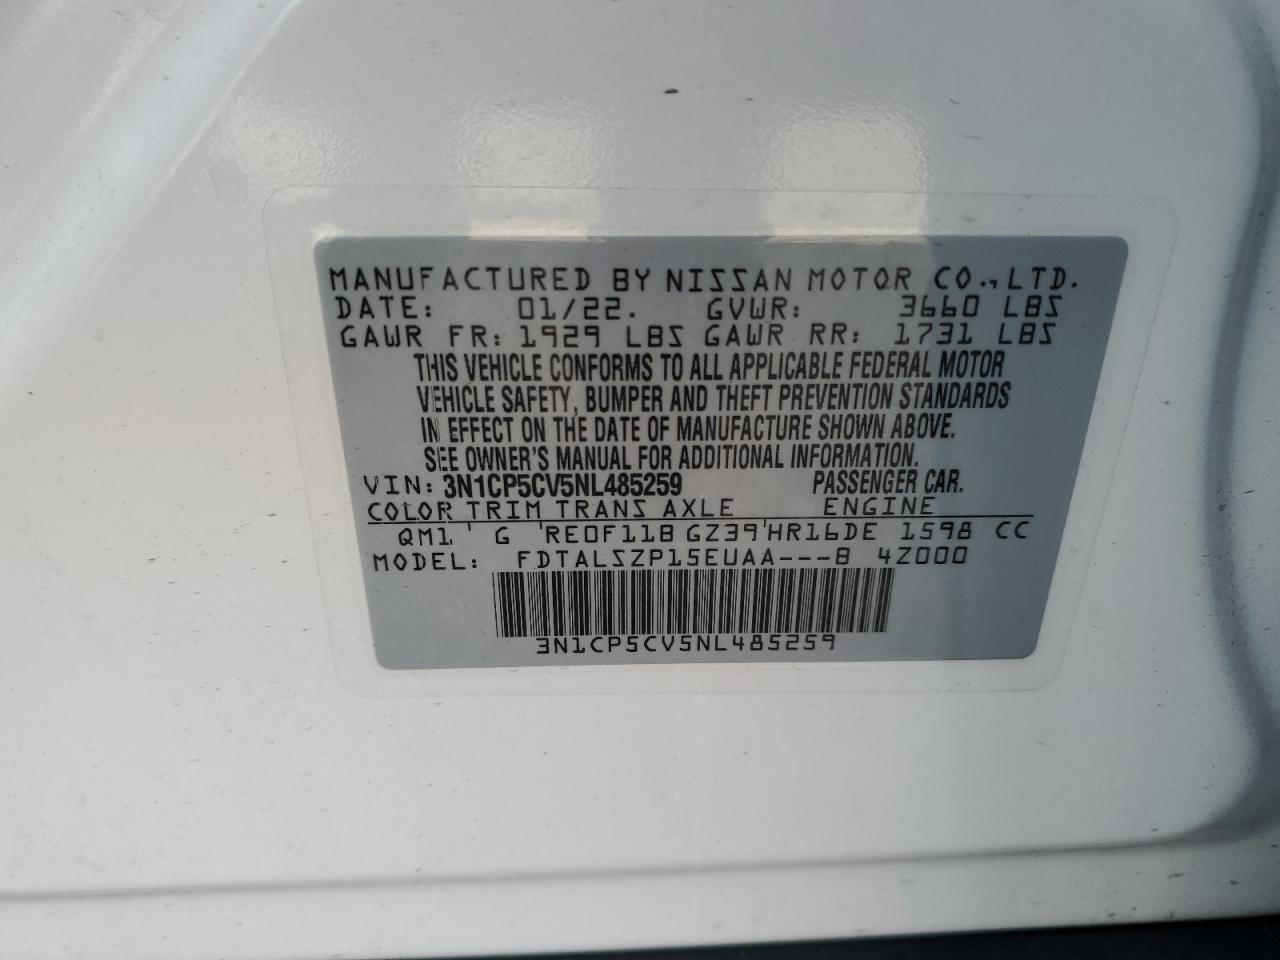 MANUFACTURED BY NISSAN MOTOR CO., LTD.
DATE: 01/22. GVWR: 3660 LBS
GAWR FR: 1929 LBS GAWR RR: 1731 LBS
THIS VEHICLE CONFORMS TO ALL APPLICABLE FEDERAL MOTOR
VEHICLE SAFETY, BUMPER AND THEFT PREVENTION STANDARDS
IN EFFECT ON THE DATE OF MANUFACTURE SHOWN ABOVE.
SEE OWNER'S MANUAL FOR ADDITIONAL INFORMATION.
VIN: 3N1CP5CV5NL485259 PASSENGER CAR.
COLOR TRIM TRANS AXLE ENGINE
QM1 G RE0F11B GZ39 HR16DE 1598 CC
MODEL: FDTALSZP15EUAA---B 4Z000
3N1CP5CV5NL485259